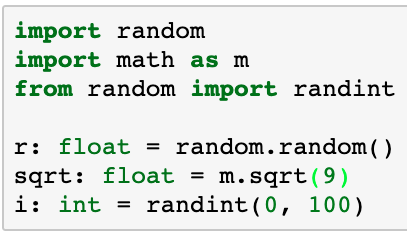 import random
import math as m
from random import randint
r: float = random.random()
sqrt: float = m.sqrt(9)
i: int = randint(0, 100)